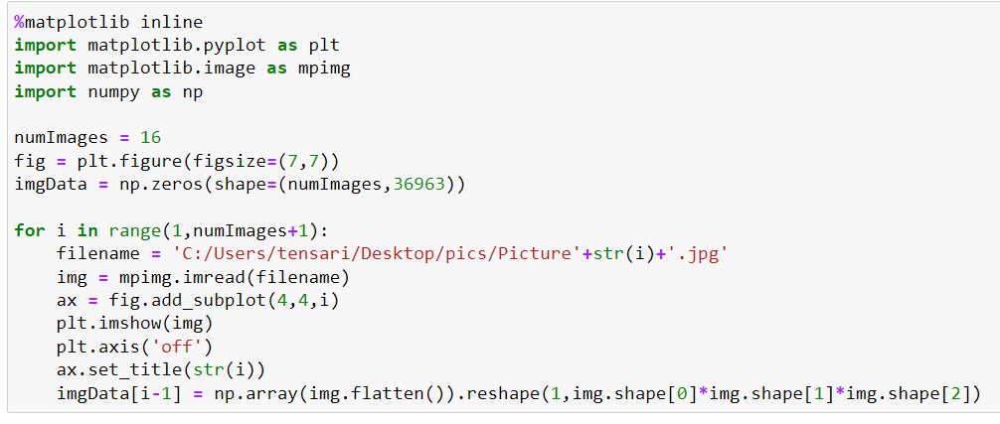 %matplotlib inline
import matplotlib.pyplot as plt
import matplotlib.image as mpimg
import numpy as np

numImages = 16
fig = plt.figure(figsize=(7,7))
imgData = np.zeros(shape=(numImages,36963))

for i in range(1,numImages+1):
    filename = 'C:/Users/tensari/Desktop/pics/Picture'+str(i)+'.jpg'
    img = mpimg.imread(filename)
    ax = fig.add_subplot(4,4,i)
    plt.imshow(img)
    plt.axis('off')
    ax.set_title(str(i))
    imgData[i-1] = np.array(img.flatten()).reshape(1,img.shape[0]*img.shape[1]*img.shape[2])